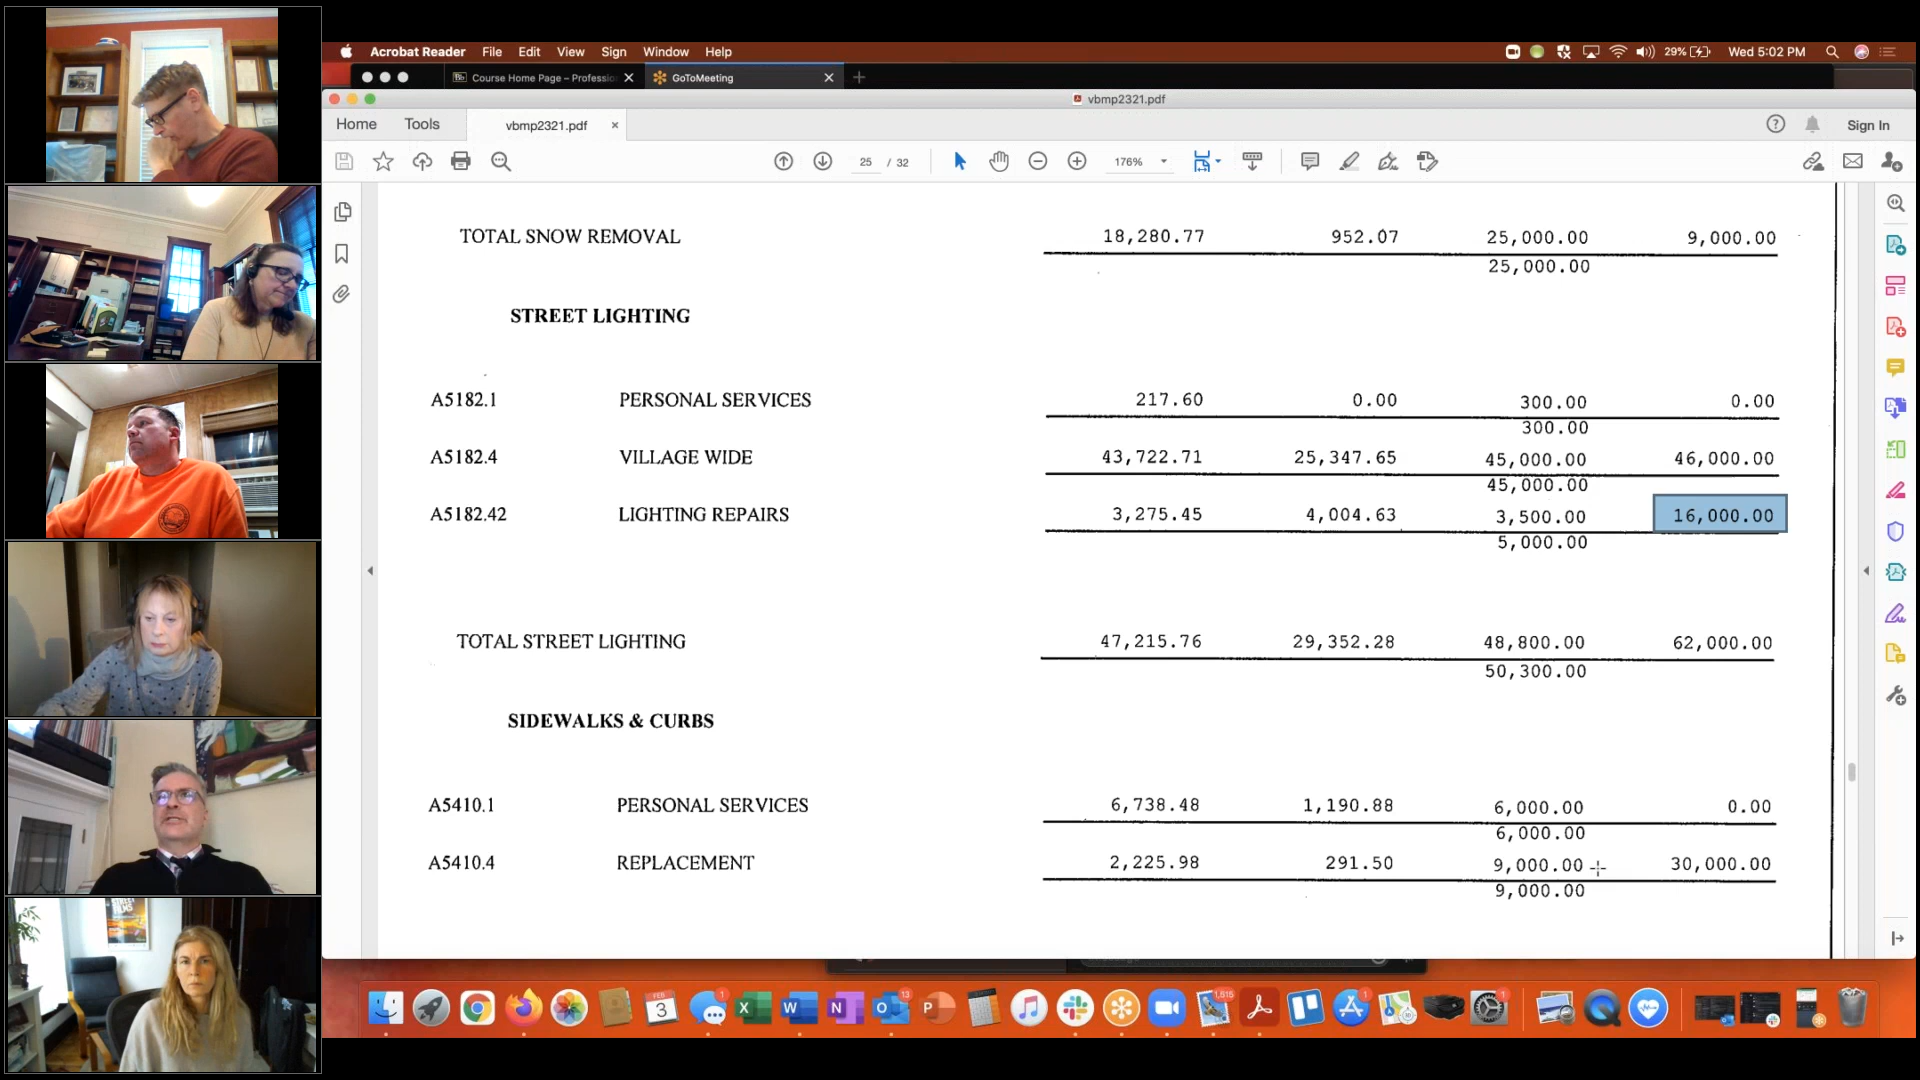 Acrobat Reader File Edit View Sign Window Help 29% Wed 5:02 PM
Course Home Page – Professio GoToMeeting
vbmp2321.pdf
Home Tools vbmp2321.pdf Sign In
25 / 32 176%
TOTAL SNOW REMOVAL 18,280.77 952.07 25,000.00 9,000.00
25,000.00
STREET LIGHTING
A5182.1 PERSONAL SERVICES 217.60 0.00 300.00 0.00
300.00
A5182.4 VILLAGE WIDE 43,722.71 25,347.65 45,000.00 46,000.00
45,000.00
A5182.42 LIGHTING REPAIRS 3,275.45 4,004.63 3,500.00 16,000.00
5,000.00
TOTAL STREET LIGHTING 47,215.76 29,352.28 48,800.00 62,000.00
50,300.00
SIDEWALKS & CURBS
A5410.1 PERSONAL SERVICES 6,738.48 1,190.88 6,000.00 0.00
6,000.00
A5410.4 REPLACEMENT 2,225.98 291.50 9,000.00 30,000.00
9,000.00
FEB
3